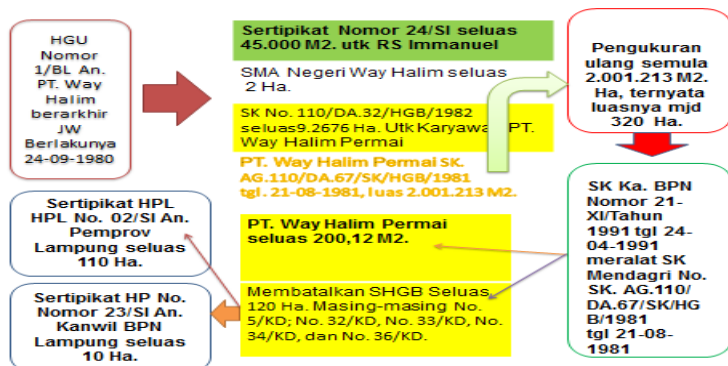 HGU
Nomor
1/BL An.
PT. Way
Halim
berarkhir
JW
Berlakunya
24-09-1980
Sertipikat Nomor 24/SI seluas
45.000 M2. utk RS Immanuel
SMA Negeri Way Halim seluas
2 Ha.
SK No. 110/DA.32/HGB/1982
seluas9.2676 Ha. Utk Karyawan PT.
Way Halim Permai
PT. Way Halim Permai SK.
AG.110/DA.67/SK/HGB/1981
tgl. 21-08-1981, luas 2.001.213 M2.
Pengukuran
ulang semula
2.001.213 M2.
Ha, ternyata
luasnya mjd
320 Ha.
SK Ka. BPN
Nomor 21-
XI/Tahun
1991 tgl 24-
04-1991
meralat SK
Mendagri No.
SK. AG.110/
DA.67/SK/HG
B/1981
tgl 21-08-
1981
PT. Way Halim Permai
seluas 200,12 M2.
Membatalkan SHGB Seluas
120 Ha. Masing-masing No.
5/KD; No. 32/KD, No. 33/KD, No.
34/KD, dan No. 36/KD.
Sertipikat HPL
HPL No. 02/SI An.
Pemprov
Lampung seluas
110 Ha.
Sertipikat HP No.
Nomor 23/SI An.
Kanwil BPN
Lampung seluas
10 Ha.